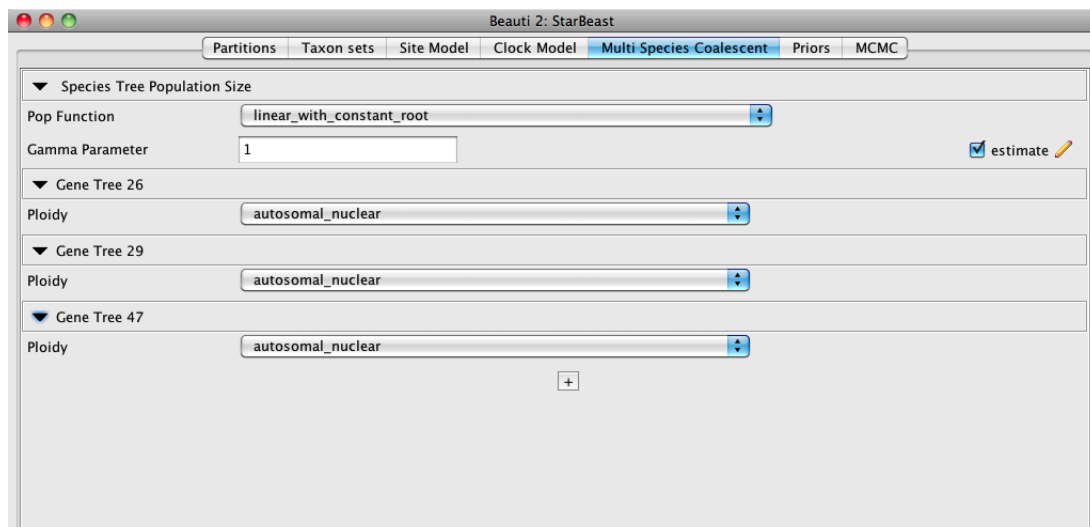 Beauti 2: StarBeast
Partitions Taxon sets Site Model Clock Model Multi Species Coalescent Priors MCMC
Species Tree Population Size
Pop Function linear_with_constant_root
Gamma Parameter 1 estimate
Gene Tree 26
Ploidy autosomal_nuclear
Gene Tree 29
Ploidy autosomal_nuclear
Gene Tree 47
Ploidy autosomal_nuclear
+